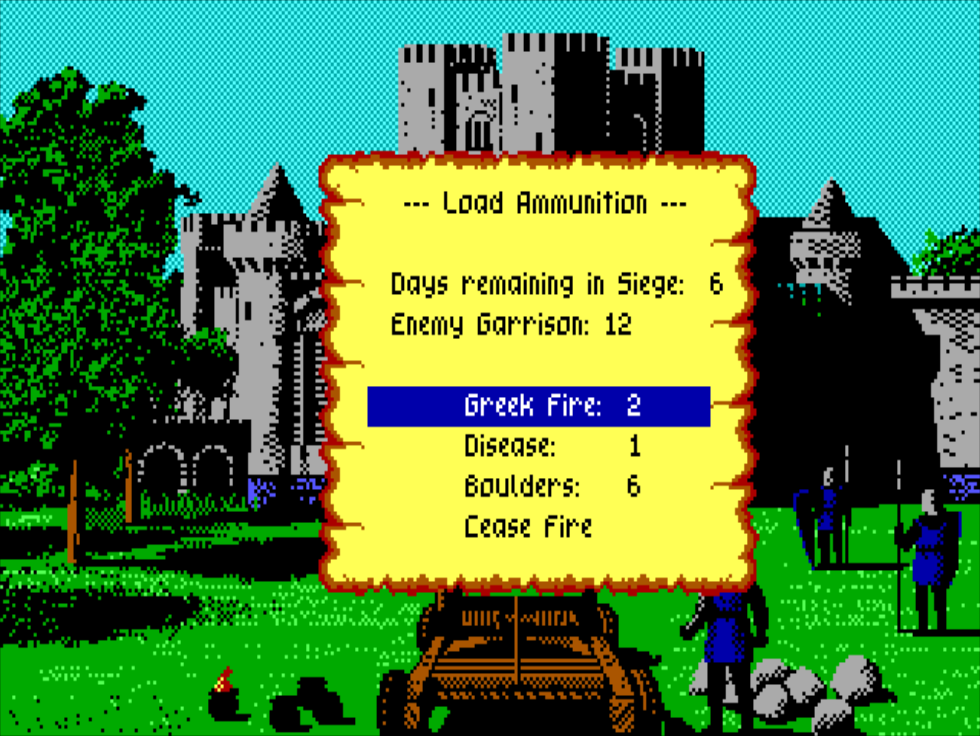 --- Load Ammunition ---
Days remaining in Siege: 6
Enemy Garrison: 12
Greek Fire: 2
Disease: 1
Boulders: 6
Cease Fire